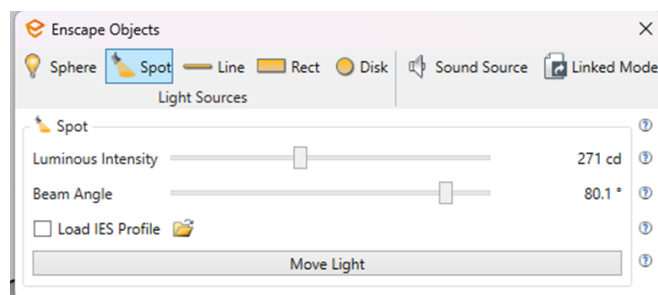 Enscape Objects
Sphere Spot Line Rect Disk Sound Source Linked Mode
Light Sources
Spot
Luminous Intensity 271 cd
Beam Angle 80.1 °
Load IES Profile
Move Light